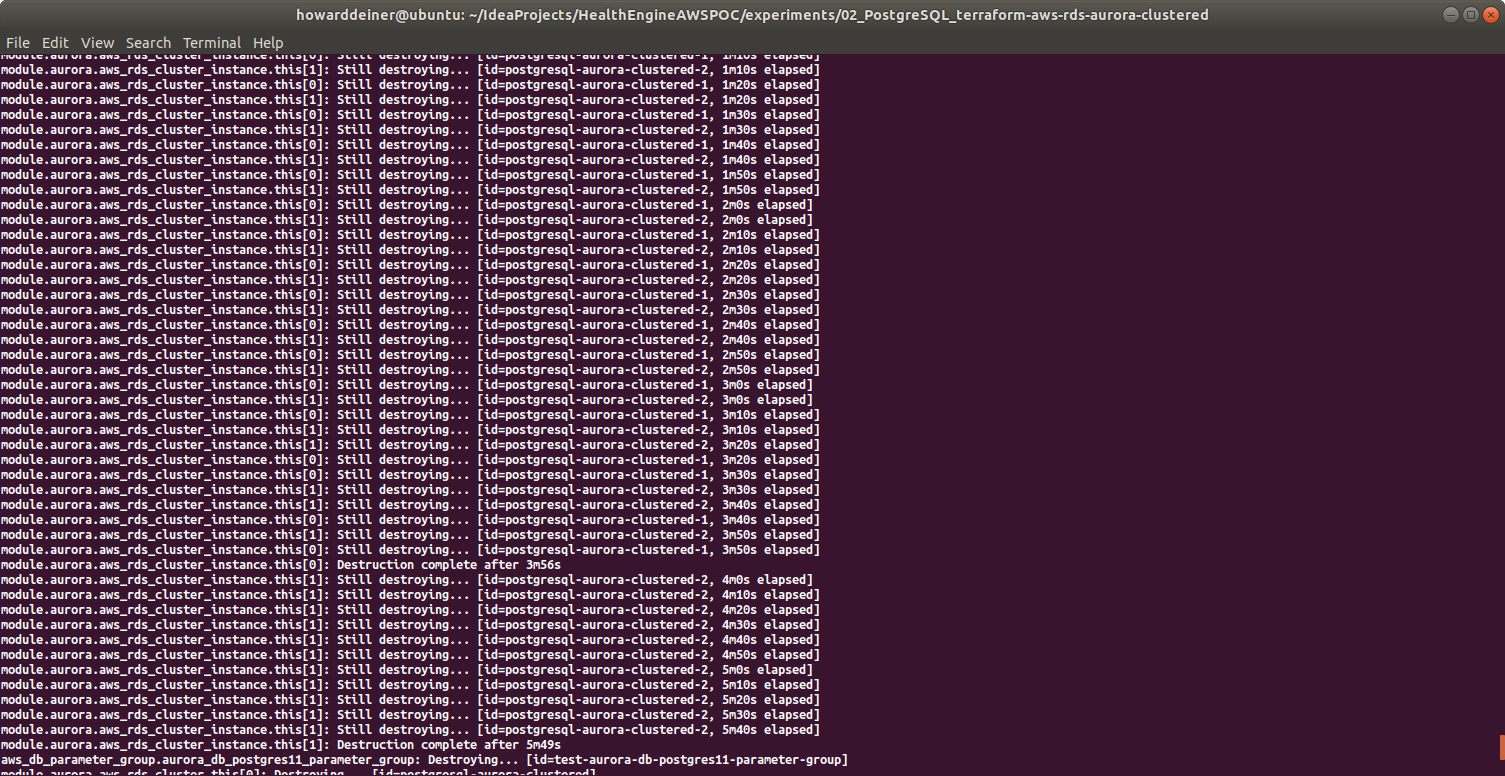 howarddeiner@ubuntu: ~/IdeaProjects/HealthEngineAWSPOC/experiments/02_PostgreSQL_terraform-aws-rds-aurora-clustered
File Edit View Search Terminal Help
module.aurora.aws_rds_cluster_instance.this[0]: Still destroying... [id=postgresql-aurora-clustered-1, 1m10s elapsed]
module.aurora.aws_rds_cluster_instance.this[1]: Still destroying... [id=postgresql-aurora-clustered-2, 1m10s elapsed]
module.aurora.aws_rds_cluster_instance.this[0]: Still destroying... [id=postgresql-aurora-clustered-1, 1m20s elapsed]
module.aurora.aws_rds_cluster_instance.this[1]: Still destroying... [id=postgresql-aurora-clustered-2, 1m20s elapsed]
module.aurora.aws_rds_cluster_instance.this[0]: Still destroying... [id=postgresql-aurora-clustered-1, 1m30s elapsed]
module.aurora.aws_rds_cluster_instance.this[1]: Still destroying... [id=postgresql-aurora-clustered-2, 1m30s elapsed]
module.aurora.aws_rds_cluster_instance.this[0]: Still destroying... [id=postgresql-aurora-clustered-1, 1m40s elapsed]
module.aurora.aws_rds_cluster_instance.this[1]: Still destroying... [id=postgresql-aurora-clustered-2, 1m40s elapsed]
module.aurora.aws_rds_cluster_instance.this[0]: Still destroying... [id=postgresql-aurora-clustered-1, 1m50s elapsed]
module.aurora.aws_rds_cluster_instance.this[1]: Still destroying... [id=postgresql-aurora-clustered-2, 1m50s elapsed]
module.aurora.aws_rds_cluster_instance.this[0]: Still destroying... [id=postgresql-aurora-clustered-1, 2m0s elapsed]
module.aurora.aws_rds_cluster_instance.this[1]: Still destroying... [id=postgresql-aurora-clustered-2, 2m0s elapsed]
module.aurora.aws_rds_cluster_instance.this[0]: Still destroying... [id=postgresql-aurora-clustered-1, 2m10s elapsed]
module.aurora.aws_rds_cluster_instance.this[1]: Still destroying... [id=postgresql-aurora-clustered-2, 2m10s elapsed]
module.aurora.aws_rds_cluster_instance.this[0]: Still destroying... [id=postgresql-aurora-clustered-1, 2m20s elapsed]
module.aurora.aws_rds_cluster_instance.this[1]: Still destroying... [id=postgresql-aurora-clustered-2, 2m20s elapsed]
module.aurora.aws_rds_cluster_instance.this[0]: Still destroying... [id=postgresql-aurora-clustered-1, 2m30s elapsed]
module.aurora.aws_rds_cluster_instance.this[1]: Still destroying... [id=postgresql-aurora-clustered-2, 2m30s elapsed]
module.aurora.aws_rds_cluster_instance.this[0]: Still destroying... [id=postgresql-aurora-clustered-1, 2m40s elapsed]
module.aurora.aws_rds_cluster_instance.this[1]: Still destroying... [id=postgresql-aurora-clustered-2, 2m40s elapsed]
module.aurora.aws_rds_cluster_instance.this[0]: Still destroying... [id=postgresql-aurora-clustered-1, 2m50s elapsed]
module.aurora.aws_rds_cluster_instance.this[1]: Still destroying... [id=postgresql-aurora-clustered-2, 2m50s elapsed]
module.aurora.aws_rds_cluster_instance.this[0]: Still destroying... [id=postgresql-aurora-clustered-1, 3m0s elapsed]
module.aurora.aws_rds_cluster_instance.this[1]: Still destroying... [id=postgresql-aurora-clustered-2, 3m0s elapsed]
module.aurora.aws_rds_cluster_instance.this[0]: Still destroying... [id=postgresql-aurora-clustered-1, 3m10s elapsed]
module.aurora.aws_rds_cluster_instance.this[1]: Still destroying... [id=postgresql-aurora-clustered-2, 3m10s elapsed]
module.aurora.aws_rds_cluster_instance.this[1]: Still destroying... [id=postgresql-aurora-clustered-2, 3m20s elapsed]
module.aurora.aws_rds_cluster_instance.this[0]: Still destroying... [id=postgresql-aurora-clustered-1, 3m20s elapsed]
module.aurora.aws_rds_cluster_instance.this[0]: Still destroying... [id=postgresql-aurora-clustered-1, 3m30s elapsed]
module.aurora.aws_rds_cluster_instance.this[1]: Still destroying... [id=postgresql-aurora-clustered-2, 3m30s elapsed]
module.aurora.aws_rds_cluster_instance.this[1]: Still destroying... [id=postgresql-aurora-clustered-2, 3m40s elapsed]
module.aurora.aws_rds_cluster_instance.this[0]: Still destroying... [id=postgresql-aurora-clustered-1, 3m40s elapsed]
module.aurora.aws_rds_cluster_instance.this[1]: Still destroying... [id=postgresql-aurora-clustered-2, 3m50s elapsed]
module.aurora.aws_rds_cluster_instance.this[0]: Still destroying... [id=postgresql-aurora-clustered-1, 3m50s elapsed]
module.aurora.aws_rds_cluster_instance.this[0]: Destruction complete after 3m56s
module.aurora.aws_rds_cluster_instance.this[1]: Still destroying... [id=postgresql-aurora-clustered-2, 4m0s elapsed]
module.aurora.aws_rds_cluster_instance.this[1]: Still destroying... [id=postgresql-aurora-clustered-2, 4m10s elapsed]
module.aurora.aws_rds_cluster_instance.this[1]: Still destroying... [id=postgresql-aurora-clustered-2, 4m20s elapsed]
module.aurora.aws_rds_cluster_instance.this[1]: Still destroying... [id=postgresql-aurora-clustered-2, 4m30s elapsed]
module.aurora.aws_rds_cluster_instance.this[1]: Still destroying... [id=postgresql-aurora-clustered-2, 4m40s elapsed]
module.aurora.aws_rds_cluster_instance.this[1]: Still destroying... [id=postgresql-aurora-clustered-2, 4m50s elapsed]
module.aurora.aws_rds_cluster_instance.this[1]: Still destroying... [id=postgresql-aurora-clustered-2, 5m0s elapsed]
module.aurora.aws_rds_cluster_instance.this[1]: Still destroying... [id=postgresql-aurora-clustered-2, 5m10s elapsed]
module.aurora.aws_rds_cluster_instance.this[1]: Still destroying... [id=postgresql-aurora-clustered-2, 5m20s elapsed]
module.aurora.aws_rds_cluster_instance.this[1]: Still destroying... [id=postgresql-aurora-clustered-2, 5m30s elapsed]
module.aurora.aws_rds_cluster_instance.this[1]: Still destroying... [id=postgresql-aurora-clustered-2, 5m40s elapsed]
module.aurora.aws_rds_cluster_instance.this[1]: Destruction complete after 5m49s
aws_db_parameter_group.aurora_db_postgres11_parameter_group: Destroying... [id=test-aurora-db-postgres11-parameter-group]
module.aurora.aws_rds_cluster.this[0]: Destroying... [id=postgresql-aurora-clustered]